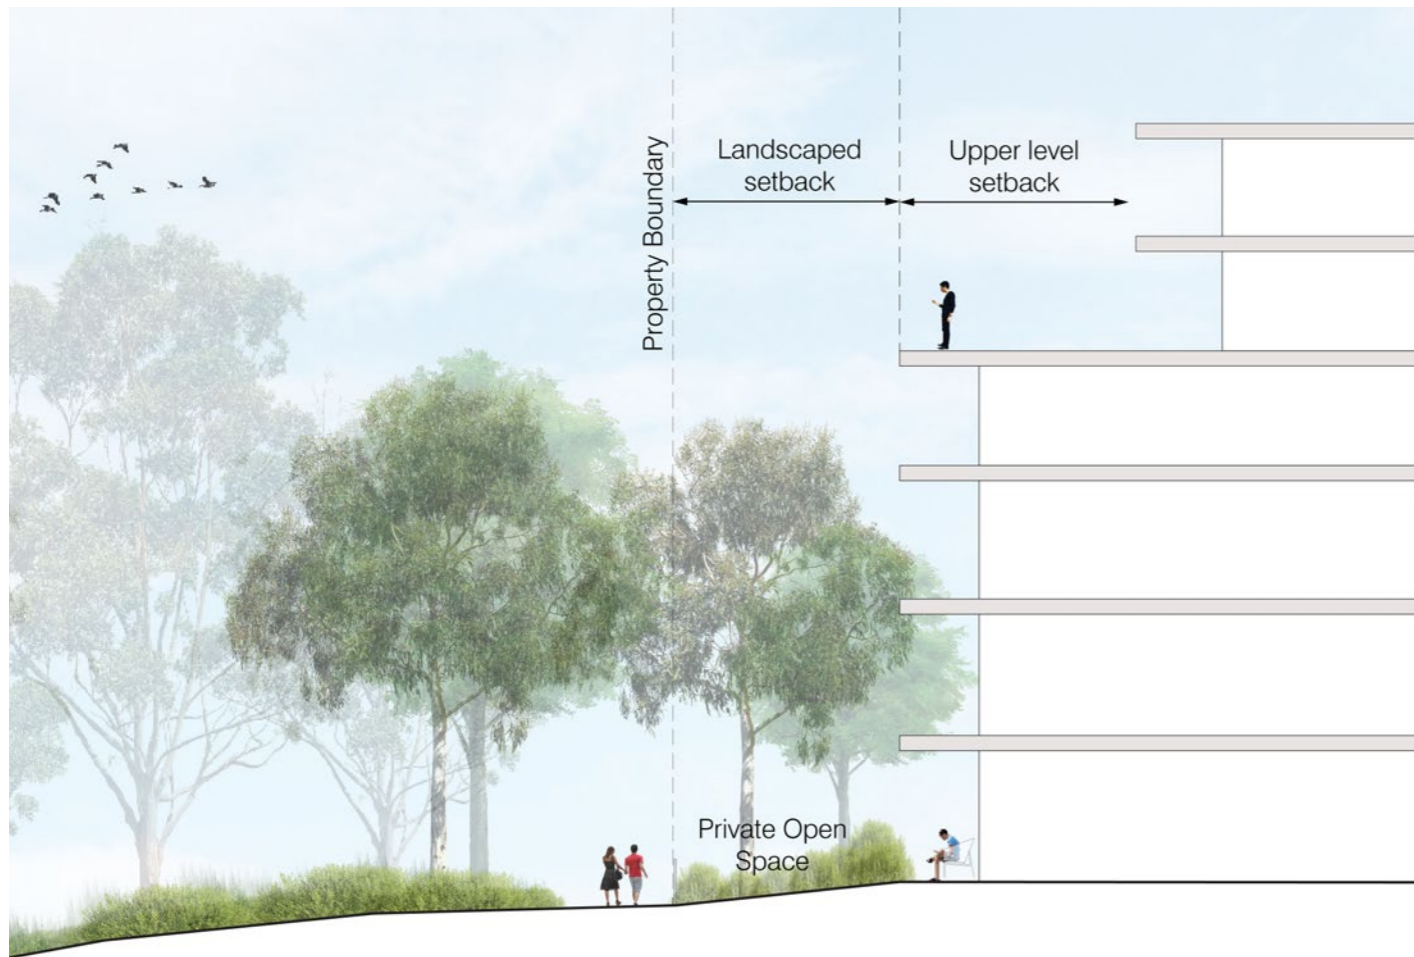 Property Boundary
Landscaped
setback
Upper level
setback
Private Open
Space